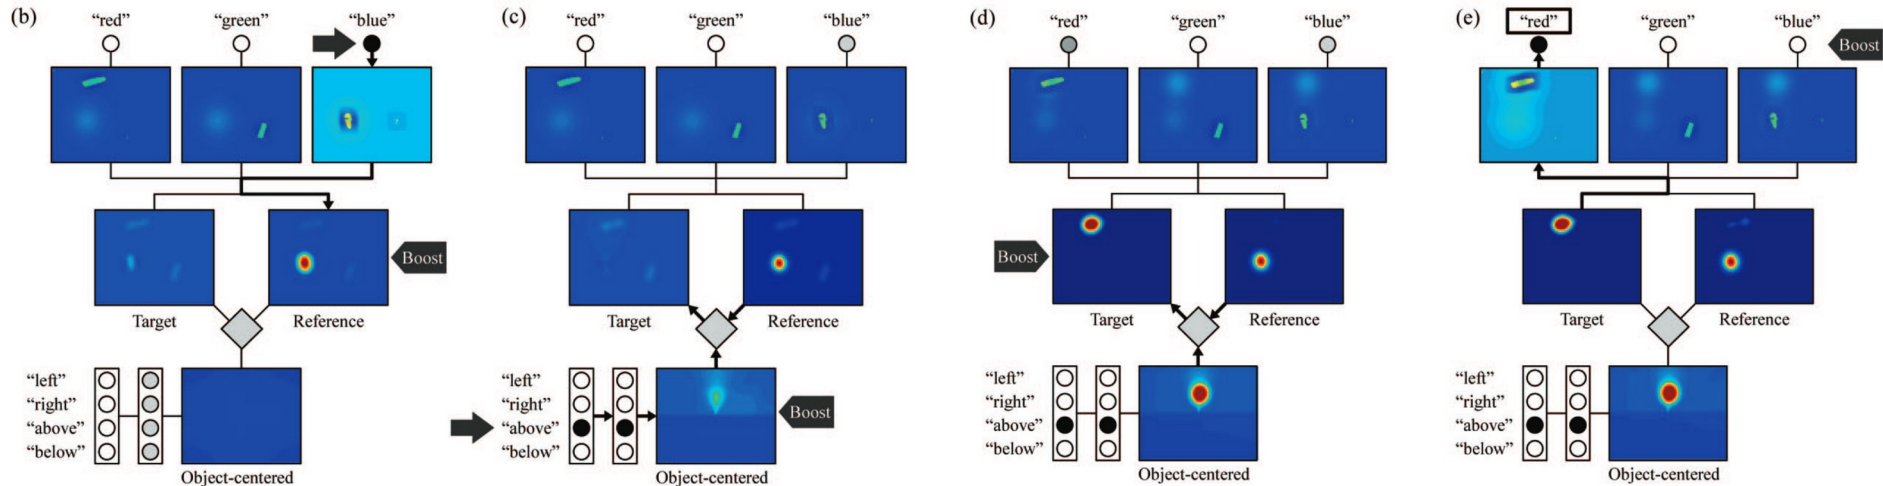 (b)
“red” “green” “blue”
Boost
Target Reference
“left”
“right”
“above”
“below”
Object-centered
(c)
“red” “green” “blue”
Target Reference
“left”
“right”
“above”
“below”
Boost
Object-centered
(d)
“red” “green” “blue”
Boost
Target Reference
“left”
“right”
“above”
“below”
Object-centered
(e)
“red” “green” “blue”
Boost
Target Reference
“left”
“right”
“above”
“below”
Object-centered